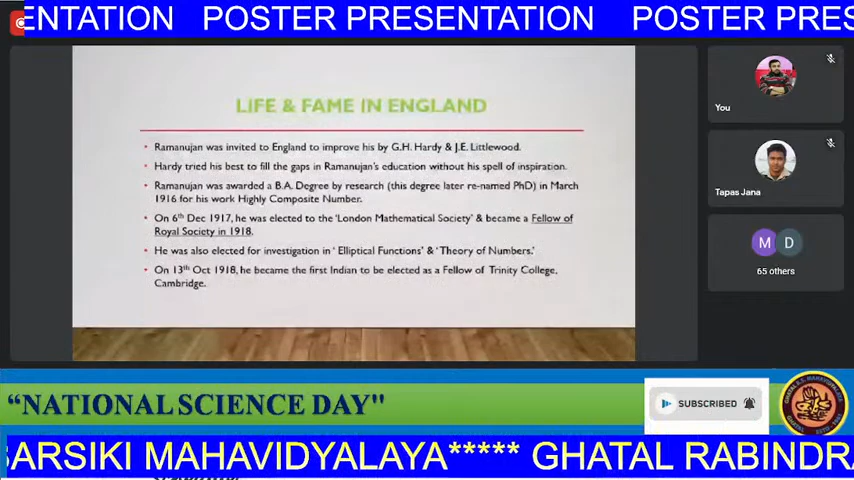 ENTATION POSTER PRESENTATION POSTER PRES
LIFE & FAME IN ENGLAND
• Ramanujan was invited to England to improve his by G.H. Hardy & J.E. Littlewood.
• Hardy tried his best to fill the gaps in Ramanujan's education without his spell of inspiration.
• Ramanujan was awarded a B.A. Degree by research (this degree later re-named PhD) in March
1916 for his work Highly Composite Number.
• On 6th Dec 1917, he was elected to the 'London Mathematical Society' & became a Fellow of
Royal Society in 1918.
• He was also elected for investigation in ' Elliptical Functions' & 'Theory of Numbers.'
• On 13th Oct 1918, he became the first Indian to be elected as a Fellow of Trinity College,
Cambridge.
You
Tapas Jana
M D
65 others
“NATIONAL SCIENCE DAY"
SUBSCRIBED
ARSIKI MAHAVIDYALAYA***** GHATAL RABINDRA